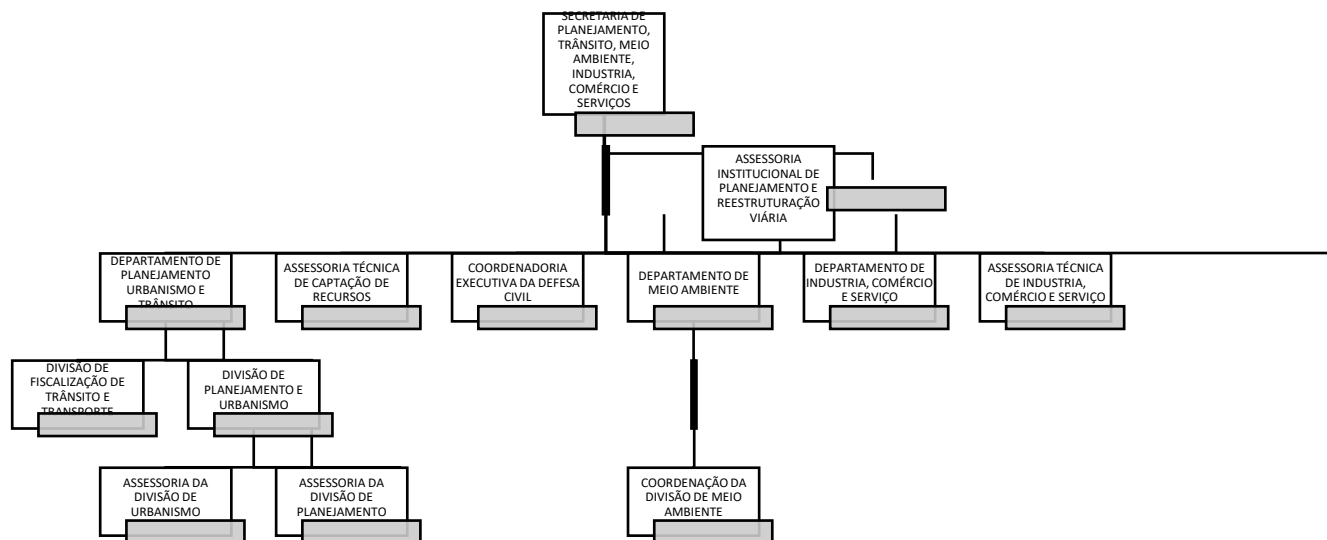 SECRETARIA DE
PLANEJAMENTO,
TRÂNSITO, MEIO
AMBIENTE,
INDUSTRIA,
COMÉRCIO E
SERVIÇOS
ASSESSORIA
INSTITUCIONAL DE
PLANEJAMENTO E
REESTRUTURAÇÃO
VIÁRIA
DEPARTAMENTO DE
PLANEJAMENTO
URBANISMO E
TRÂNSITO
ASSESSORIA TÉCNICA
DE CAPTAÇÃO DE
RECURSOS
COORDENADORIA
EXECUTIVA DA DEFESA
CIVIL
DEPARTAMENTO DE
MEIO AMBIENTE
DEPARTAMENTO DE
INDUSTRIA, COMÉRCIO
E SERVIÇO
ASSESSORIA TÉCNICA
DE INDUSTRIA,
COMÉRCIO E SERVIÇO
DIVISÃO DE
FISCALIZAÇÃO DE
TRÂNSITO E
TRANSPORTE
DIVISÃO DE
PLANEJAMENTO E
URBANISMO
ASSESSORIA DA
DIVISÃO DE
URBANISMO
ASSESSORIA DA
DIVISÃO DE
PLANEJAMENTO
COORDENAÇÃO DA
DIVISÃO DE MEIO
AMBIENTE